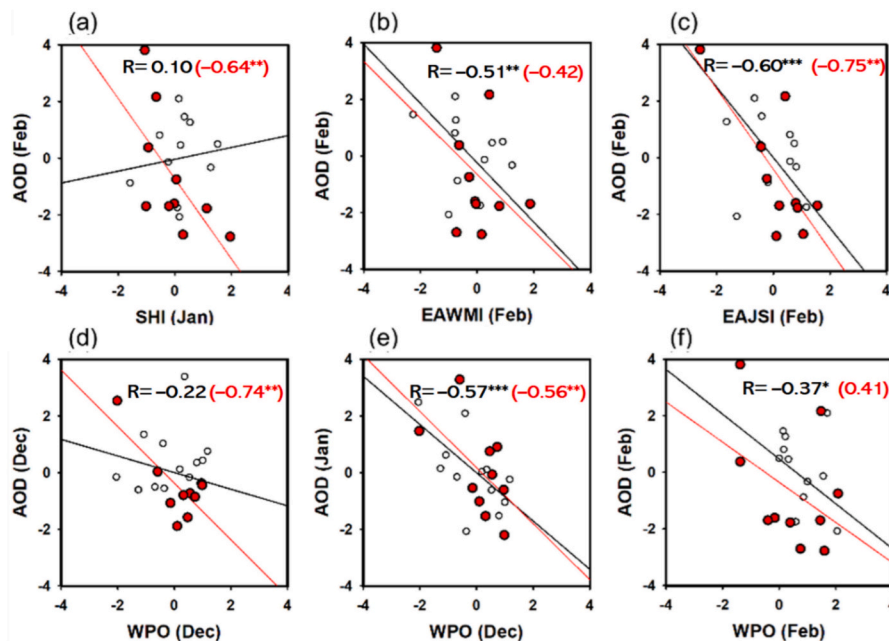 (a)
(b)
(c)
R= 0.10 (−0.64**)
R= −0.51** (−0.42)
R= −0.60*** (−0.75**)
AOD (Feb)
4
2
0
-2
-4
-4 -2 0 2 4
SHI (Jan)
AOD (Feb)
4
2
0
-2
-4
-4 -2 0 2 4
EAWMI (Feb)
AOD (Feb)
4
2
0
-2
-4
-4 -2 0 2 4
EAJSI (Feb)
(d)
(e)
(f)
R= −0.22 (−0.74**)
R= −0.57*** (−0.56**)
R= −0.37* (0.41)
AOD (Dec)
4
2
0
-2
-4
-4 -2 0 2 4
WPO (Dec)
AOD (Jan)
4
2
0
-2
-4
-4 -2 0 2 4
WPO (Dec)
AOD (Feb)
4
2
0
-2
-4
-4 -2 0 2 4
WPO (Feb)